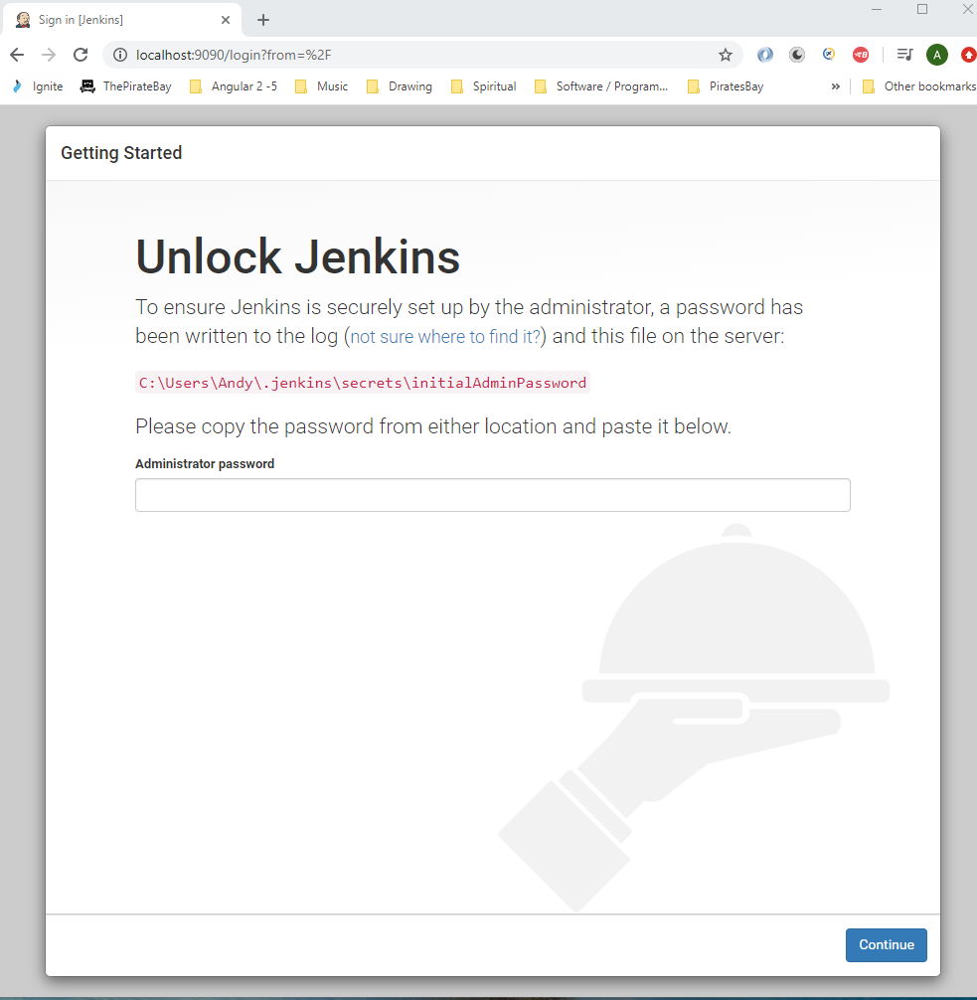 Sign in [Jenkins]
localhost:9090/login?from=%2F
A
Ignite ThePirateBay Angular 2 -5 Music Drawing Spiritual Software / Program... PiratesBay » Other bookmarks
Getting Started
Unlock Jenkins
To ensure Jenkins is securely set up by the administrator, a password has
been written to the log (not sure where to find it?) and this file on the server:
C:\Users\Andy\.jenkins\secrets\initialAdminPassword
Please copy the password from either location and paste it below.
Administrator password
Continue